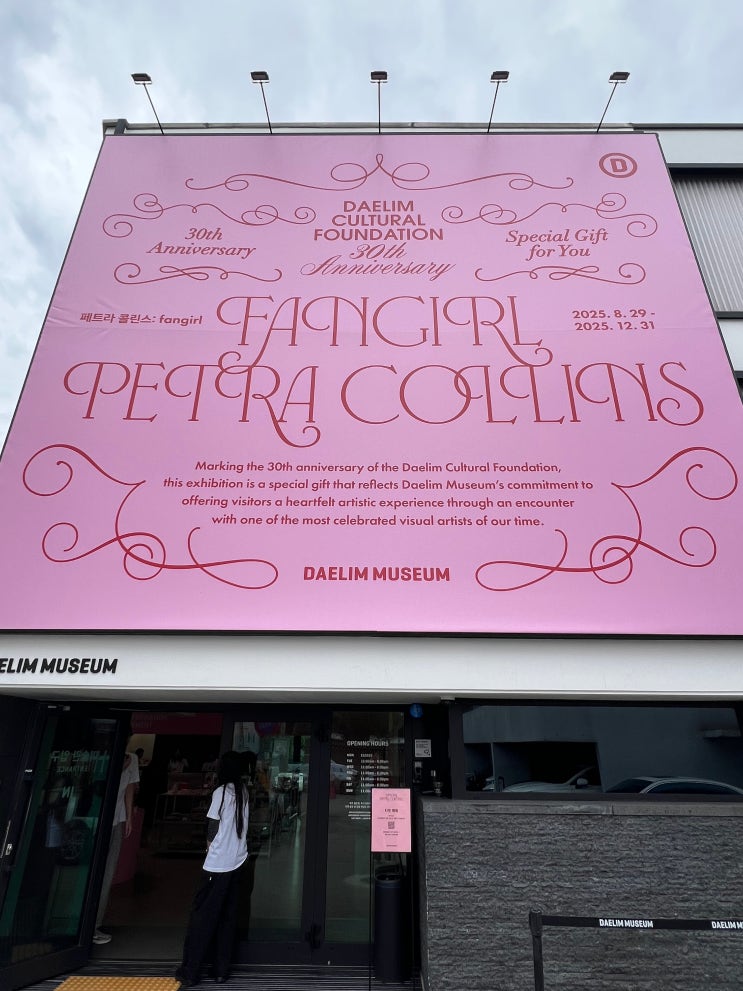 D
DAELIM
CULTURAL
FOUNDATION
30th
Anniversary
30th
Anniversary
Special Gift
for You
페트라 콜린스: fangirl
FANGIRL
2025. 8. 29 -
2025. 12. 31
PETRA COLLINS
Marking the 30th anniversary of the Daelim Cultural Foundation,
this exhibition is a special gift that reflects Daelim Museum's commitment to
offering visitors a heartfelt artistic experience through an encounter
with one of the most celebrated visual artists of our time.
DAELIM MUSEUM
ELIM MUSEUM
OPENING HOURS
ENTRANCE
IN
DAELIM MUSEUM
DAELIM M